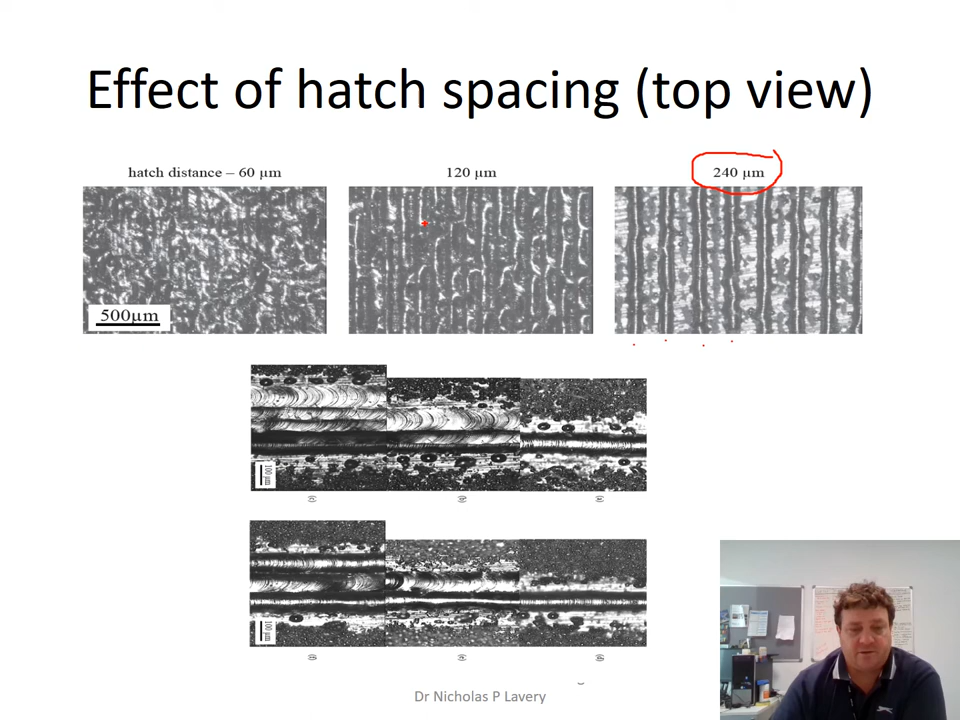 Effect of hatch spacing (top view)
hatch distance – 60 µm
120 µm
240 µm
500µm
100 µm
100 µm
Dr Nicholas P Lavery